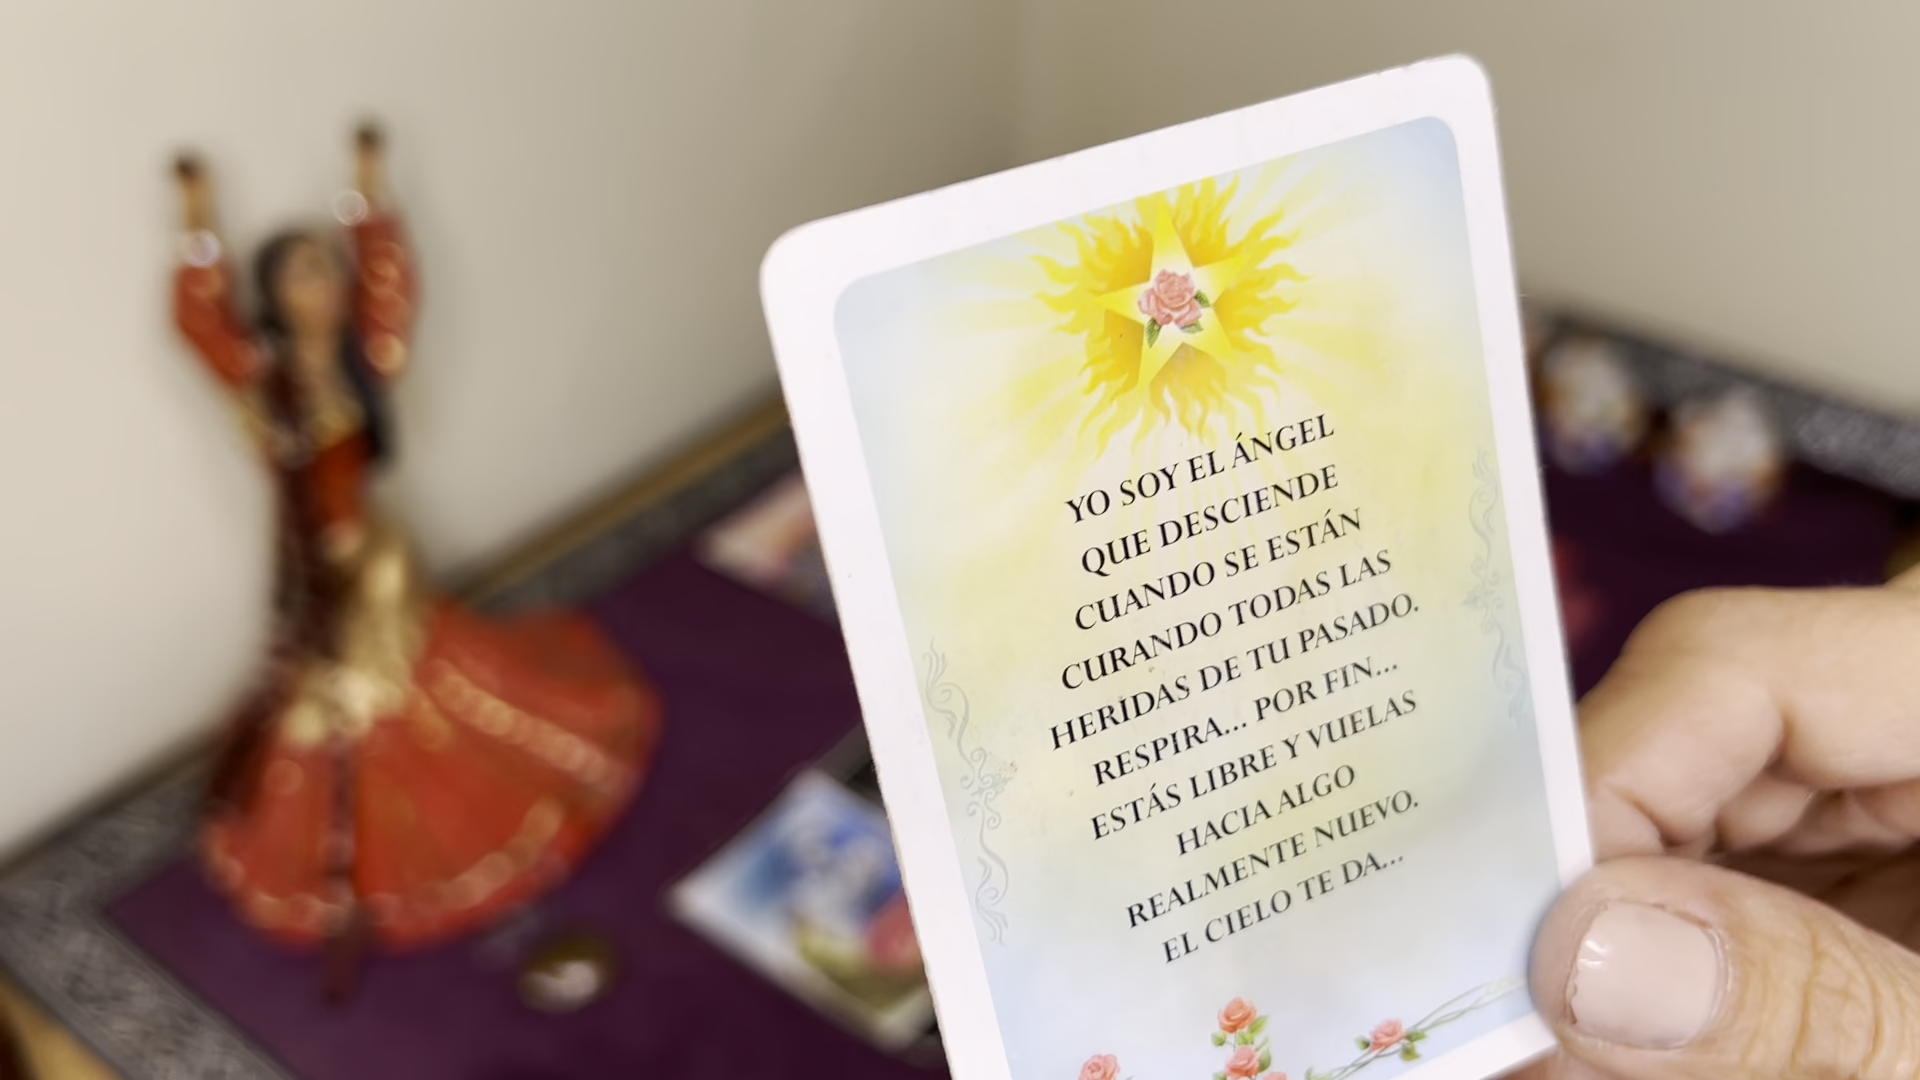 YO SOY EL ÁNGEL
QUE DESCIENDE
CUANDO SE ESTÁN
CURANDO TODAS LAS
HERIDAS DE TU PASADO.
RESPIRA... POR FIN...
ESTÁS LIBRE Y VUELAS
HACIA ALGO
REALMENTE NUEVO.
EL CIELO TE DA...